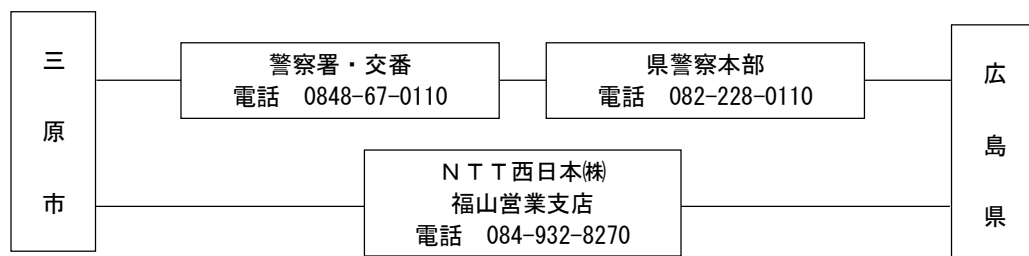 三原市
警察署・交番
電話　0848-67-0110
県警察本部
電話　082-228-0110
ＮＴＴ西日本㈱
福山営業支店
電話　084-932-8270
広島県